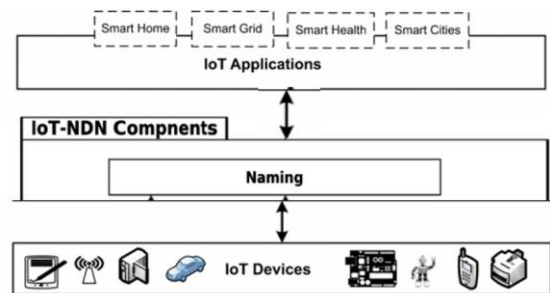 Smart Home Smart Grid Smart Health Smart Cities
IoT Applications
IoT-NDN Compnents
Naming
IoT Devices